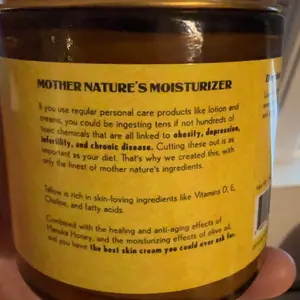 MOTHER NATURE'S MOISTURIZER
If you use regular personal care products like lotion and
creams, you could be ingesting tens if not hundreds of
toxic chemicals that are all linked to obesity, depression,
infertility, and chronic disease. Cutting these out is as
important as your diet. That's why we created this, with
only the finest of mother nature's ingredients.
Tallow is rich in skin-loving ingredients like Vitamins D, E,
Choline, and fatty acids.
Combined with the healing and anti-aging effects of
Manuka Honey, and the moisturizing effects of olive oil,
and you have the best skin cream you could ever ask for.